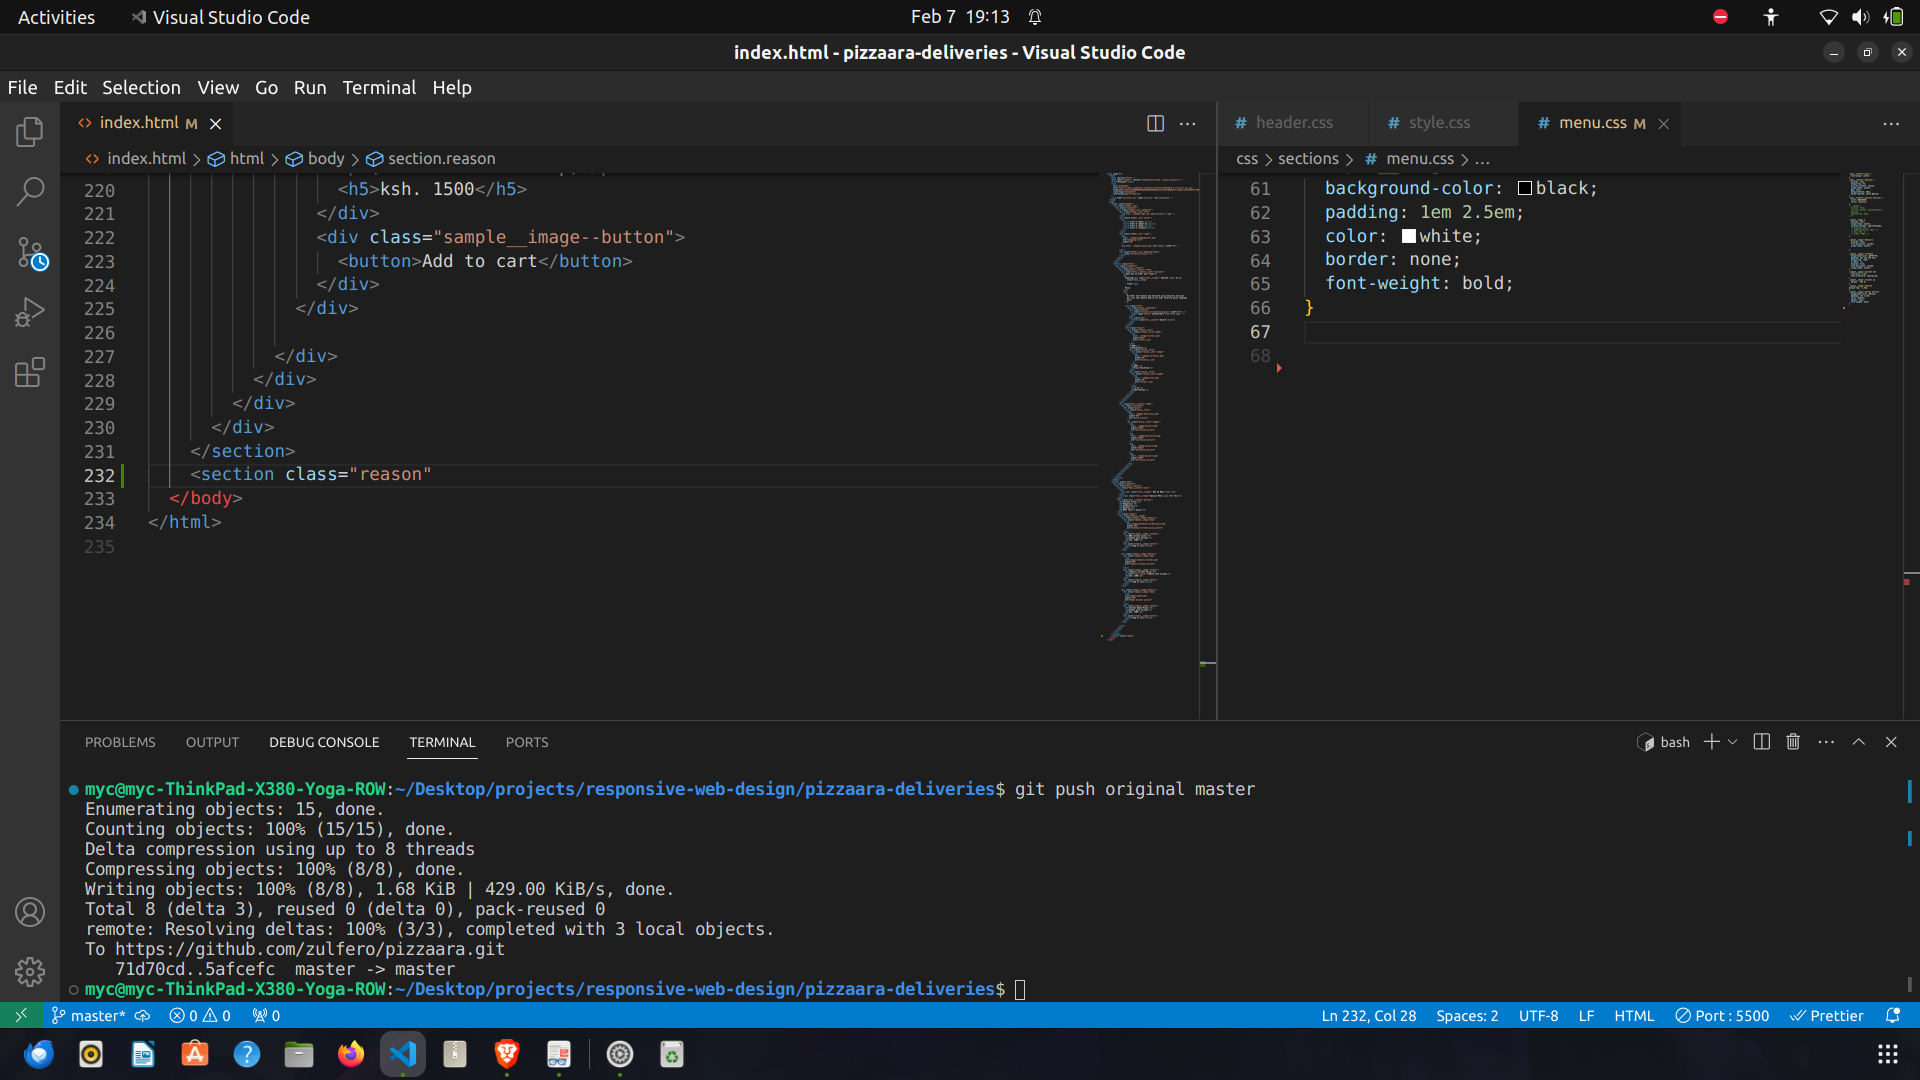 Activities
Visual Studio Code
Feb 7 19:13
index.html - pizzaara-deliveries - Visual Studio Code
File Edit Selection View Go Run Terminal Help
index.html M
header.css
style.css
menu.css M
index.html > html > body > section.reason
css > sections > menu.css > ...
220 <h5>ksh. 1500</h5>
221 </div>
222 <div class="sample__image--button">
223 <button>Add to cart</button>
224 </div>
225 </div>
226
227 </div>
228 </div>
229 </div>
230 </div>
231 </section>
232 <section class="reason"
233 </body>
234 </html>
235
61 background-color: black;
62 padding: 1em 2.5em;
63 color: white;
64 border: none;
65 font-weight: bold;
66 }
67
68
PROBLEMS OUTPUT DEBUG CONSOLE TERMINAL PORTS
bash
myc@myc-ThinkPad-X380-Yoga-ROW:~/Desktop/projects/responsive-web-design/pizzaara-deliveries$ git push original master
Enumerating objects: 15, done.
Counting objects: 100% (15/15), done.
Delta compression using up to 8 threads
Compressing objects: 100% (8/8), done.
Writing objects: 100% (8/8), 1.68 KiB | 429.00 KiB/s, done.
Total 8 (delta 3), reused 0 (delta 0), pack-reused 0
remote: Resolving deltas: 100% (3/3), completed with 3 local objects.
To https://github.com/zulfero/pizzaara.git
71d70cd..5afcefc master -> master
myc@myc-ThinkPad-X380-Yoga-ROW:~/Desktop/projects/responsive-web-design/pizzaara-deliveries$
master* 0 0 0
Ln 232, Col 28 Spaces: 2 UTF-8 LF HTML Port : 5500 Prettier